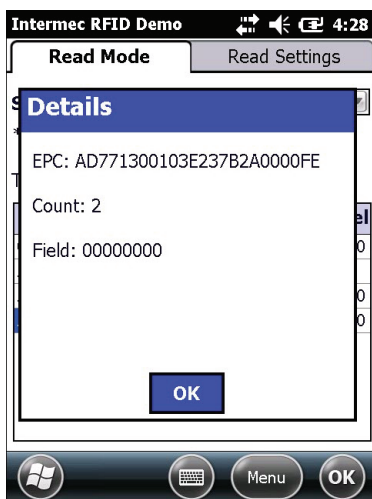 Intermec RFID Demo 4:28
Read Mode Read Settings
Details
EPC: AD771300103E237B2A0000FE
Count: 2
Field: 00000000
OK
Menu OK